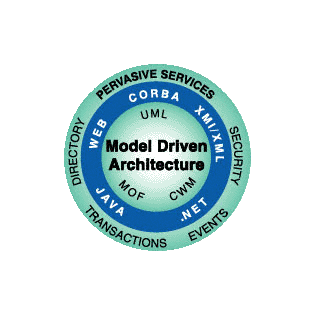 PERVASIVE SERVICES
DIRECTORY
SECURITY
TRANSACTIONS
EVENTS
WEB
CORBA
XMI/XML
JAVA
.NET
UML
Model Driven
Architecture
MOF
CWM